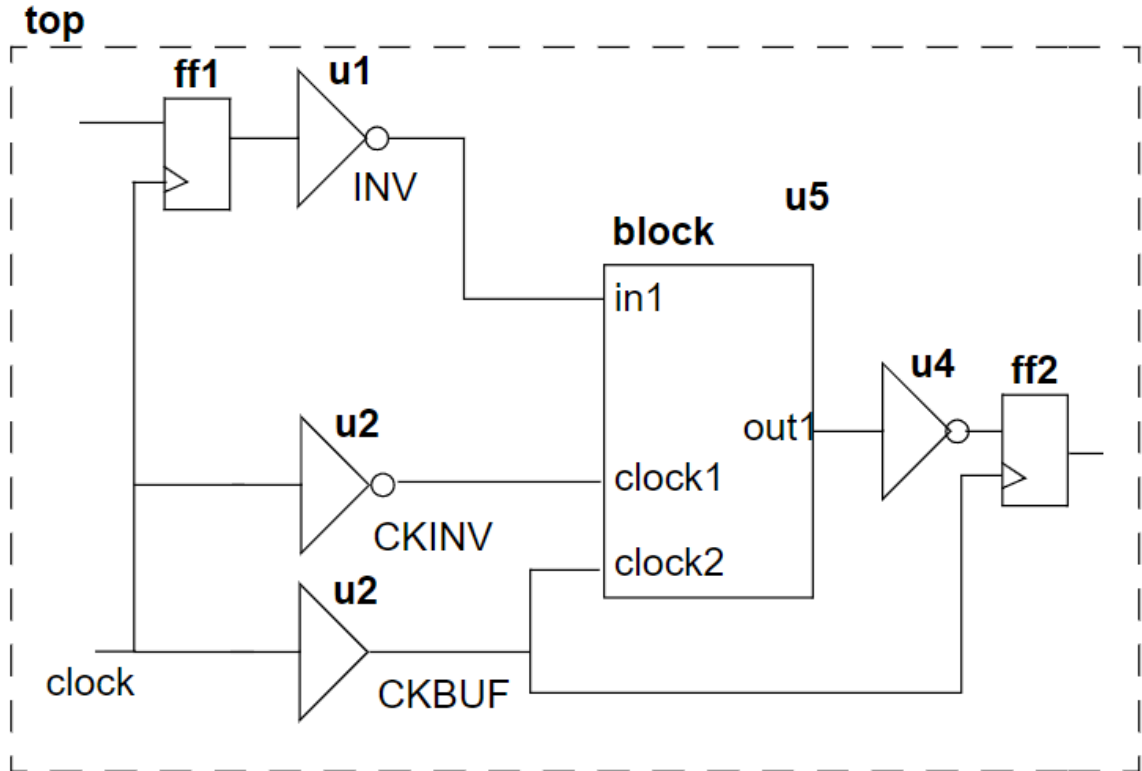 top
ff1
u1
INV
u5
block
in1
u4
ff2
u2
out1
clock1
CKINV
clock2
u2
clock
CKBUF